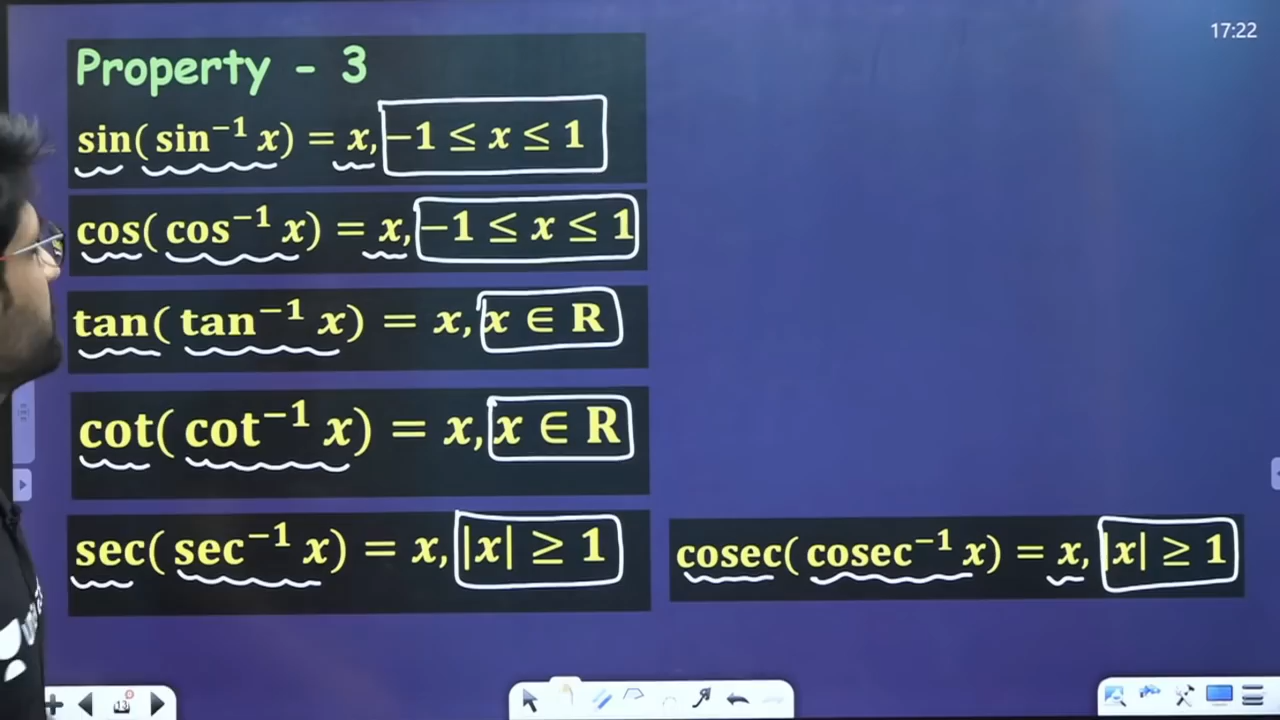 17:22
Property - 3
sin(sin⁻¹ x) = x, −1 ≤ x ≤ 1
cos(cos⁻¹ x) = x, −1 ≤ x ≤ 1
tan(tan⁻¹ x) = x, x ∈ R
cot(cot⁻¹ x) = x, x ∈ R
sec(sec⁻¹ x) = x, |x| ≥ 1
cosec(cosec⁻¹ x) = x, |x| ≥ 1
13